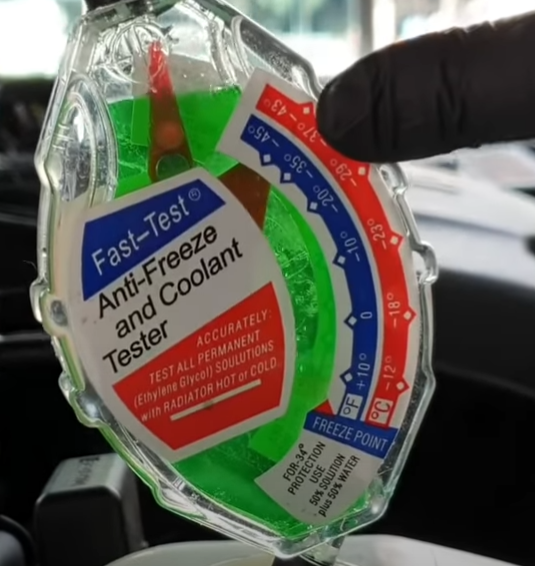 Fast-Test®
Anti-Freeze
and Coolant
Tester
ACCURATELY:
TEST ALL PERMANENT
(Ethylene Glycol) SOULUTIONS
with RADIATOR HOT or COLD
-45°
-35°
-20°
-10°
0
+10°
°F
-43°
-37°
-29°
-23°
-18°
-12°
°C
FREEZE POINT
FOR-34°
PROTECTION
USE
50% SOLUTION
plus 50% WATER